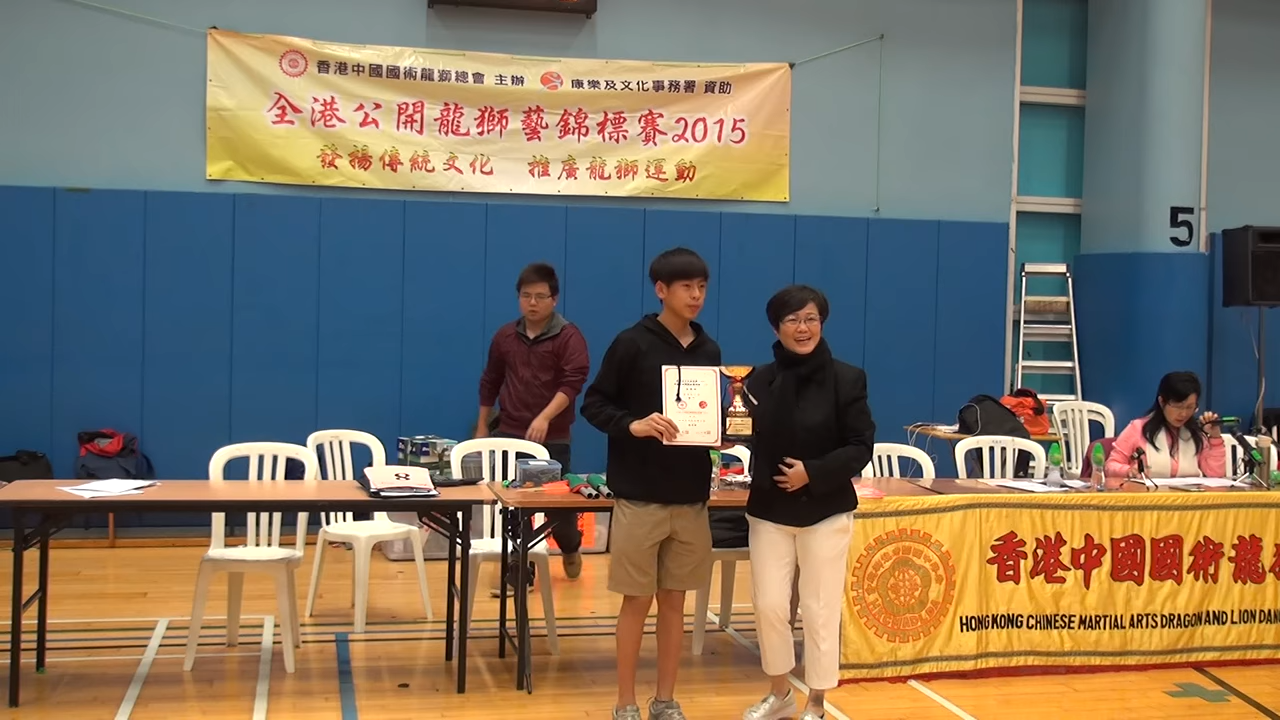 香港中國國術龍獅總會 主辦 康樂及文化事務署 資助
全港公開龍獅藝錦標賽2015
發揚傳統文化 推廣龍獅運動
5
香港中國國術龍獅
HONG KONG CHINESE MARTIAL ARTS DRAGON AND LION DANC